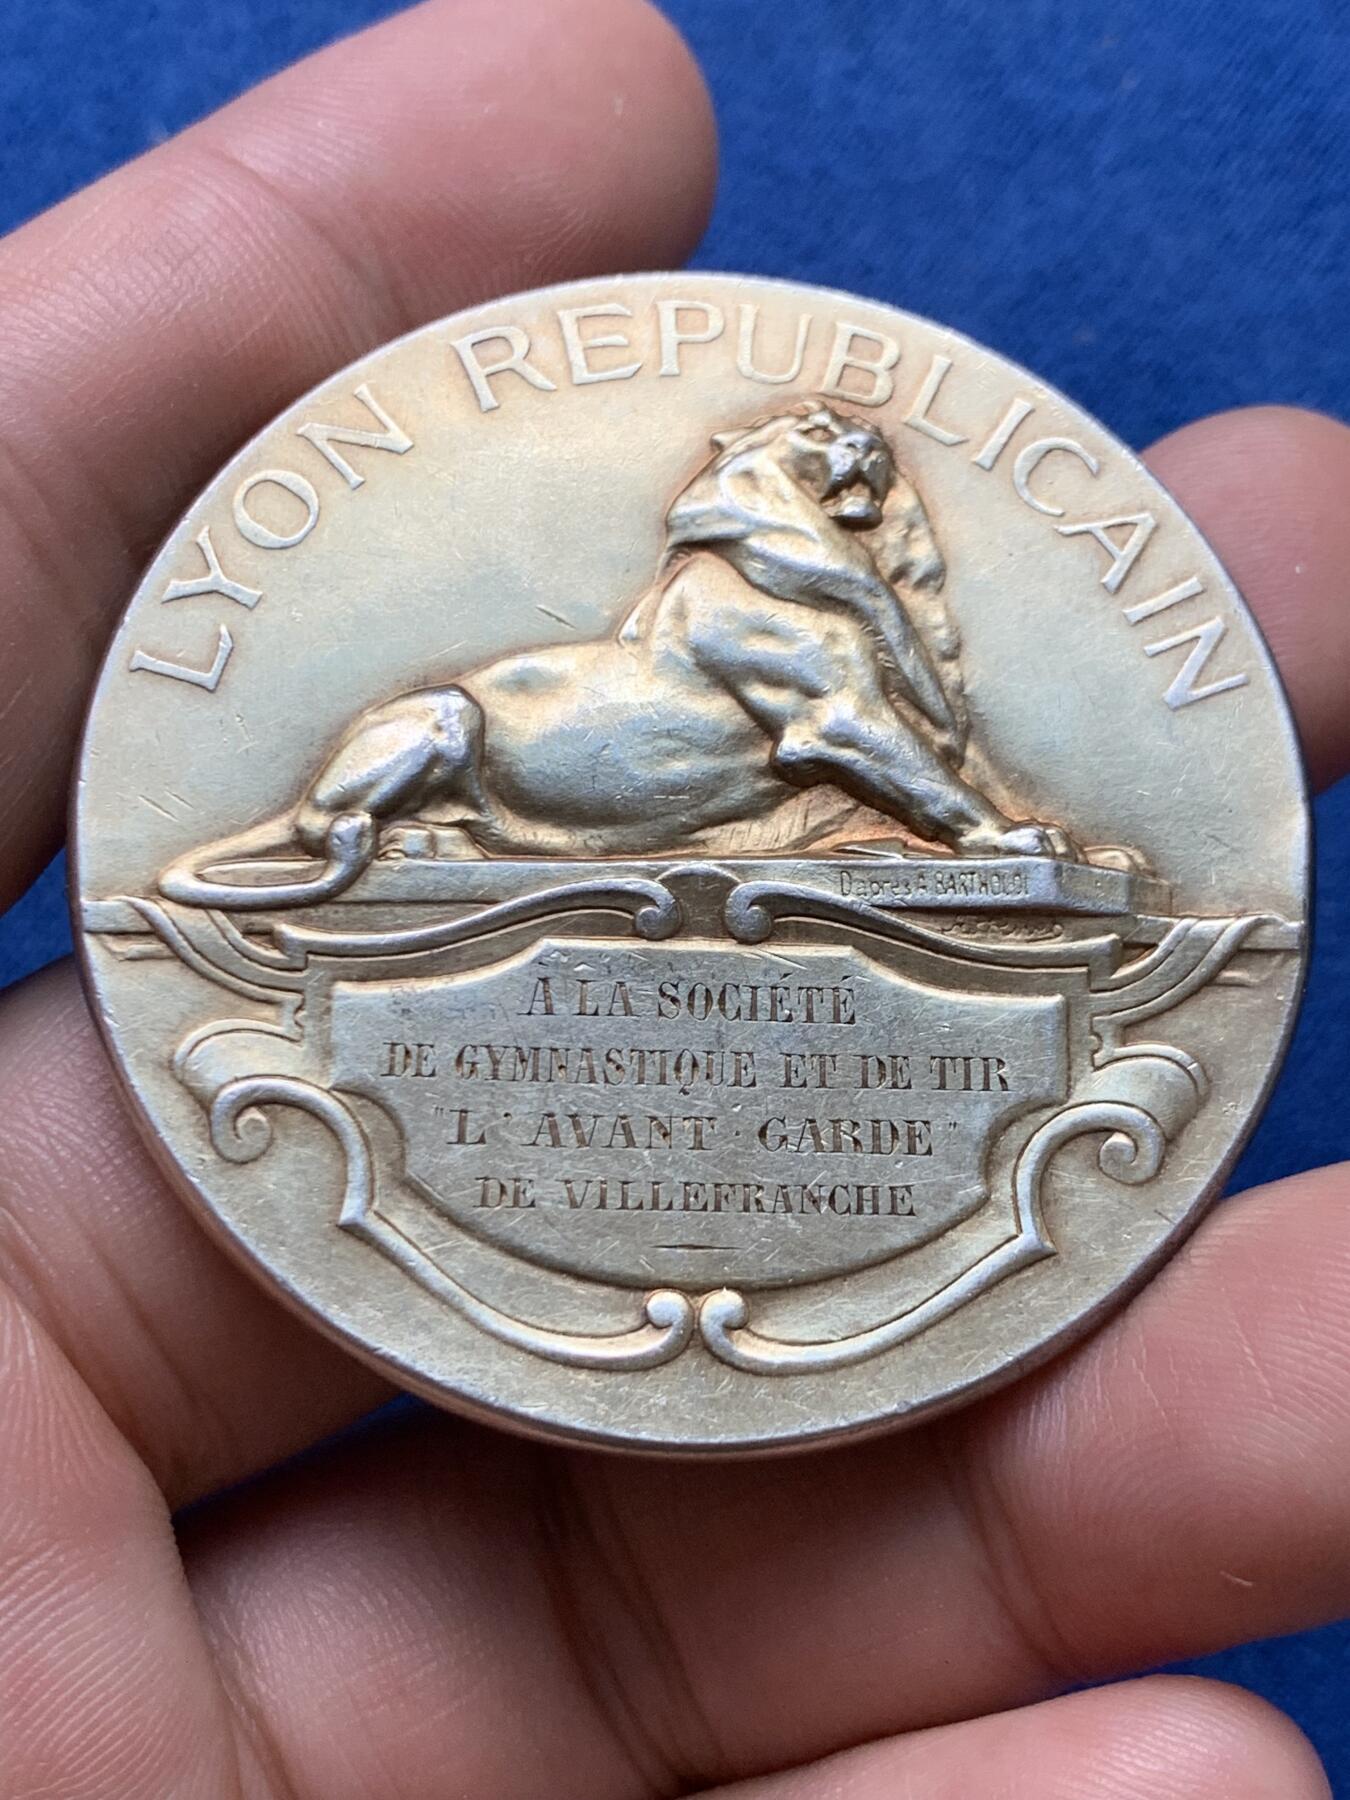 LYON REPUBLICAIN
D'après A BARTHOLDI
A LA SOCIÉTÉ
DE GYMNASTIQUE ET DE TIR
"L'AVANT-GARDE"
DE VILLEFRANCHE